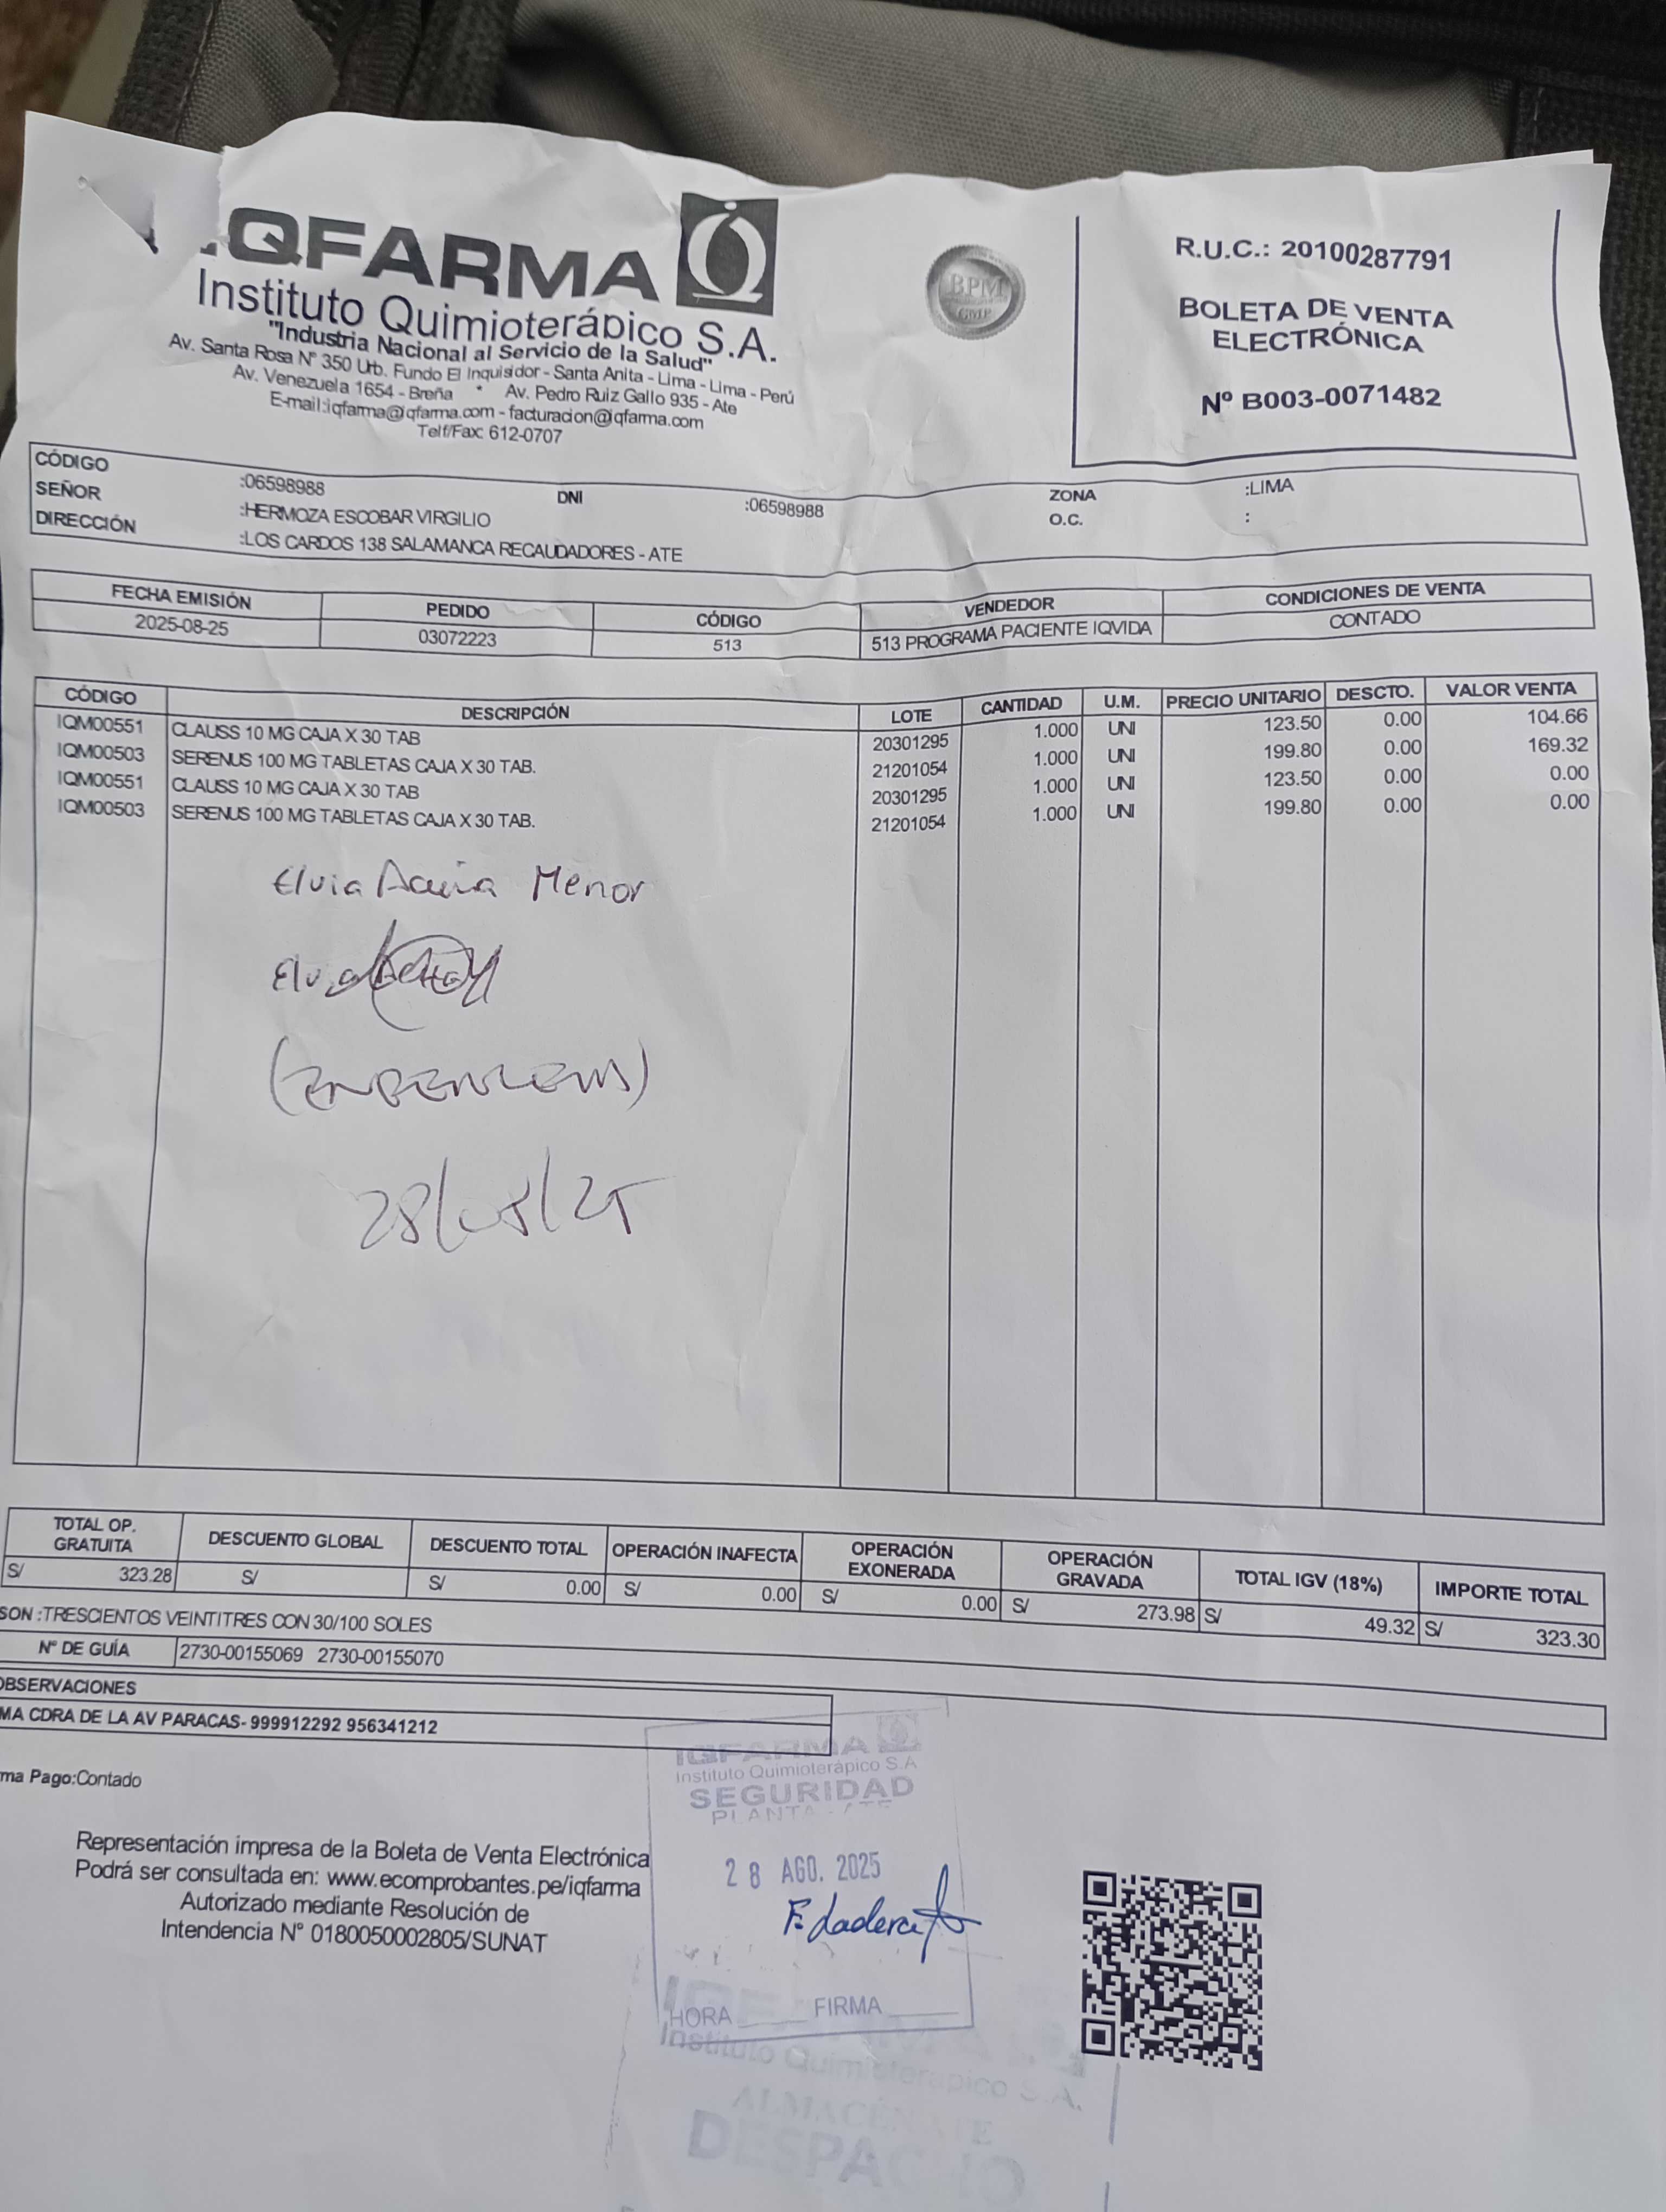 IQFARMA
Instituto Quimioterápico S.A.
"Industria Nacional al Servicio de la Salud"
Av. Santa Rosa N° 350 Urb. Fundo El Inquisidor - Santa Anita - Lima - Lima - Perú
Av. Venezuela 1654 - Breña * Av. Pedro Ruiz Gallo 935 - Ate
E-mail:iqfarma@iqfarma.com - facturacion@iqfarma.com
Telf/Fax: 612-0707
BPM
GMP
R.U.C.: 20100287791
BOLETA DE VENTA
ELECTRÓNICA
Nº B003-0071482
CÓDIGO :06598988 DNI :06598988 ZONA :LIMA
SEÑOR :HERMOZA ESCOBAR VIRGILIO O.C. :
DIRECCIÓN :LOS CARDOS 138 SALAMANCA RECAUDADORES - ATE
FECHA EMISIÓN PEDIDO CÓDIGO VENDEDOR CONDICIONES DE VENTA
2025-08-25 03072223 513 513 PROGRAMA PACIENTE IQVIDA CONTADO
CÓDIGO DESCRIPCIÓN LOTE CANTIDAD U.M. PRECIO UNITARIO DESCTO. VALOR VENTA
IQM00551 CLAUSS 10 MG CAJA X 30 TAB 20301295 1.000 UNI 123.50 0.00 104.66
IQM00503 SERENUS 100 MG TABLETAS CAJA X 30 TAB. 21201054 1.000 UNI 199.80 0.00 169.32
IQM00551 CLAUSS 10 MG CAJA X 30 TAB 20301295 1.000 UNI 123.50 0.00 0.00
IQM00503 SERENUS 100 MG TABLETAS CAJA X 30 TAB. 21201054 1.000 UNI 199.80 0.00 0.00
Elvia Menor
28/08/25
TOTAL OP. GRATUITA DESCUENTO GLOBAL DESCUENTO TOTAL OPERACIÓN INAFECTA OPERACIÓN EXONERADA OPERACIÓN GRAVADA TOTAL IGV (18%) IMPORTE TOTAL
S/ 323.28 S/ S/ 0.00 S/ 0.00 S/ 0.00 S/ 273.98 S/ 49.32 S/ 323.30
SON :TRESCIENTOS VEINTITRES CON 30/100 SOLES
N° DE GUÍA 2730-00155069 2730-00155070
OBSERVACIONES
MA CDRA DE LA AV PARACAS- 999912292 956341212
ma Pago:Contado
IQFARMA
Instituto Quimioterápico S.A
SEGURIDAD
PLANTA - ATE
28 AGO. 2025
HORA FIRMA
Representación impresa de la Boleta de Venta Electrónica
Podrá ser consultada en: www.ecomprobantes.pe/iqfarma
Autorizado mediante Resolución de
Intendencia N° 0180050002805/SUNAT
Instituto Quimioterapico S.A.
ALMACÉN ATE
DESPACHO